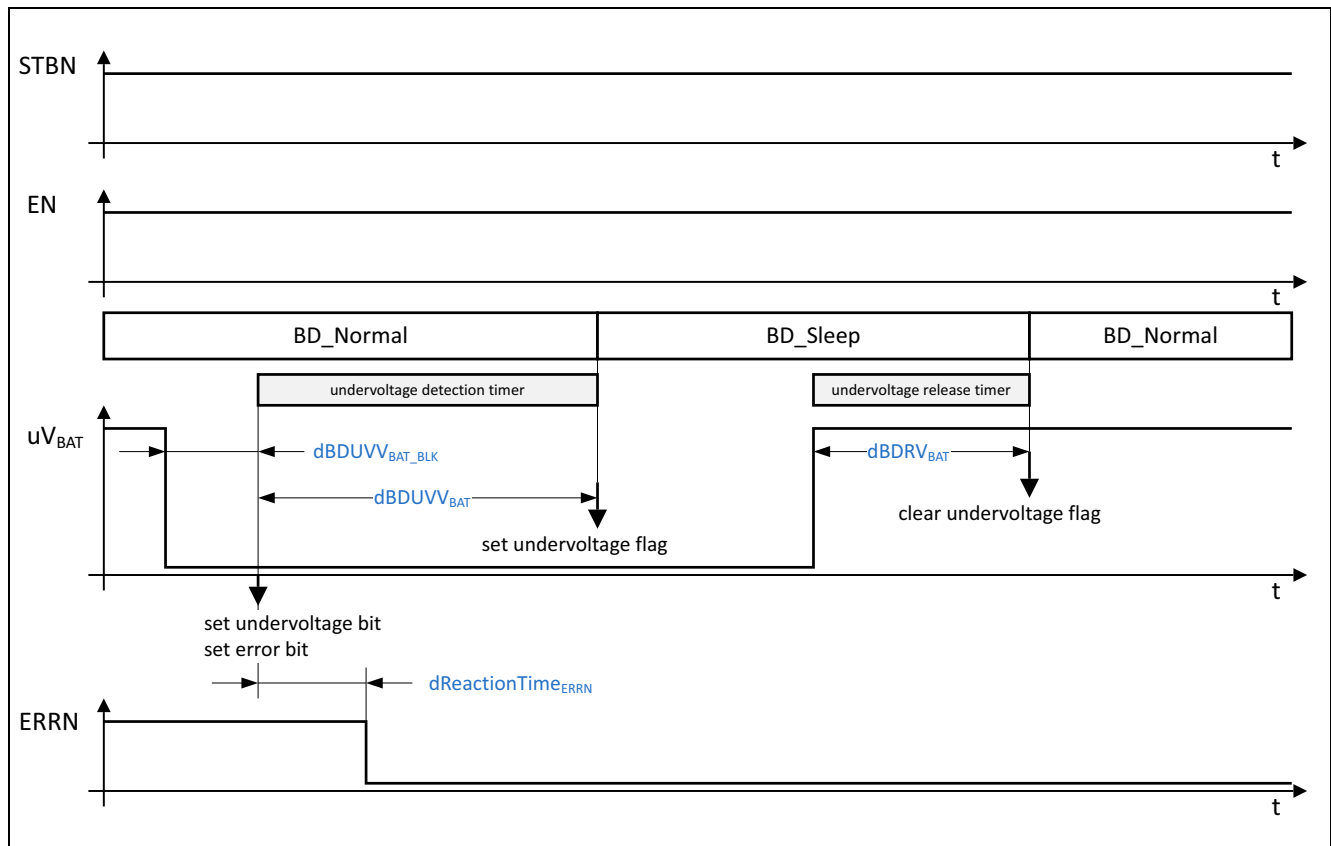 STBN
t
EN
t
BD_Normal
BD_Sleep
BD_Normal
undervoltage detection timer
undervoltage release timer
uVBAT
dBDUVVBAT_BLK
dBDRVBAT
dBDUVVBAT
clear undervoltage flag
set undervoltage flag
t
set undervoltage bit
set error bit
dReactionTimeERRN
ERRN
t